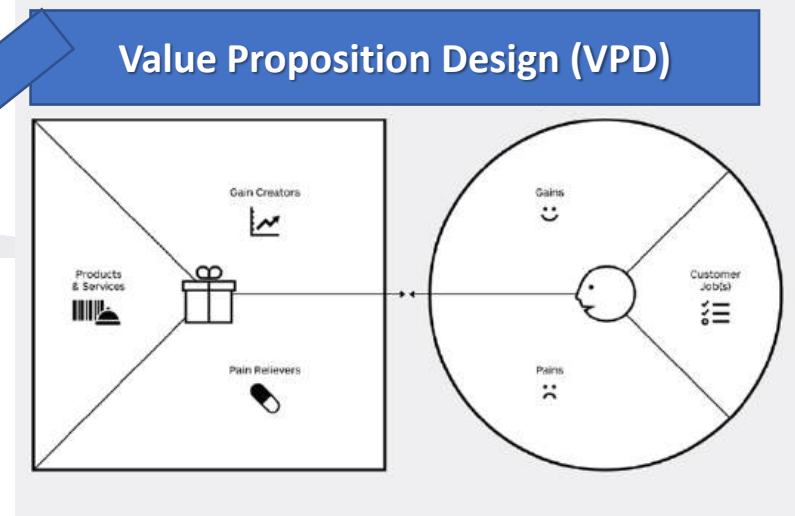 Value Proposition Design (VPD)
Gain Creators
Products
& Services
Pain Relievers
Gains
Customer
Job(s)
Pains